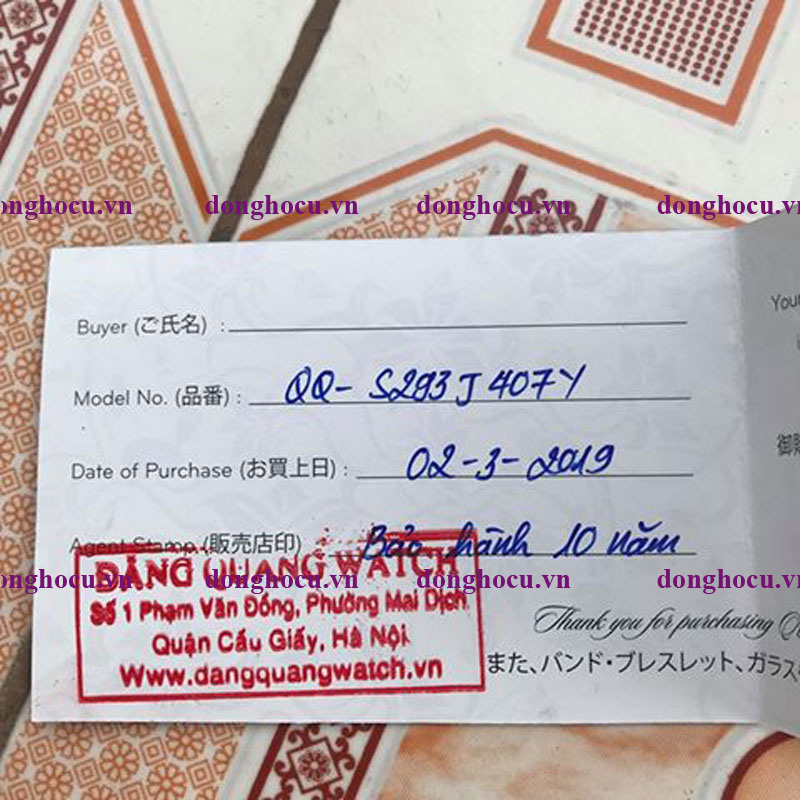 donghocu.vn donghocu.vn donghocu.vn donghocu.vn
Buyer (ご氏名) :
Your
Model No. (品番) : QQ- S293J407Y
Date of Purchase (お買上日) : 02-3-2019
Agent Stamp (販売店印) Bảo hành 10 năm
ĐĂNG QUANG WATCH
donghocu.vn donghocu.vn donghocu.vn donghocu.vn
Số 1 Phạm Văn Đồng, Phường Mai Dịch
Quận Cầu Giấy, Hà Nội
Www.dangquangwatch.vn
Thank you for purchasing
また、バンド・ブレスレット、ガラス